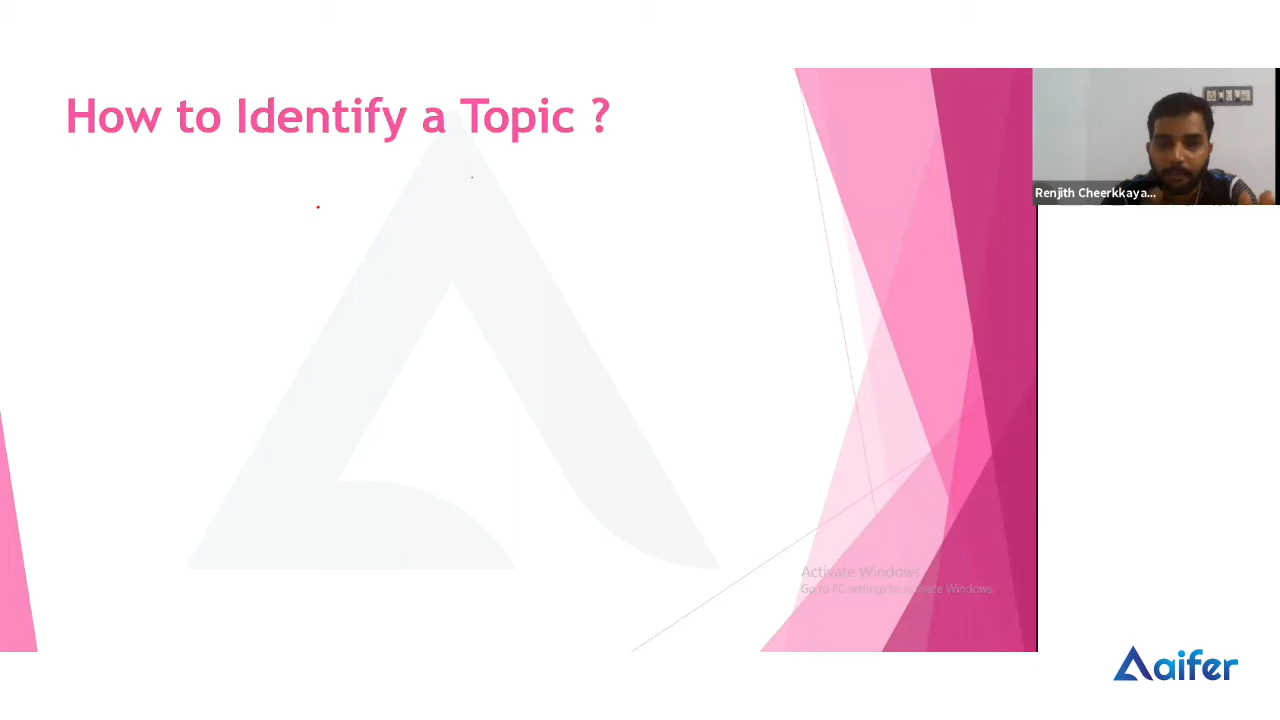 How to Identify a Topic ?
Renjith Cheerkkaya...
Activate Windows
Go to PC settings to activate Windows.
aifer